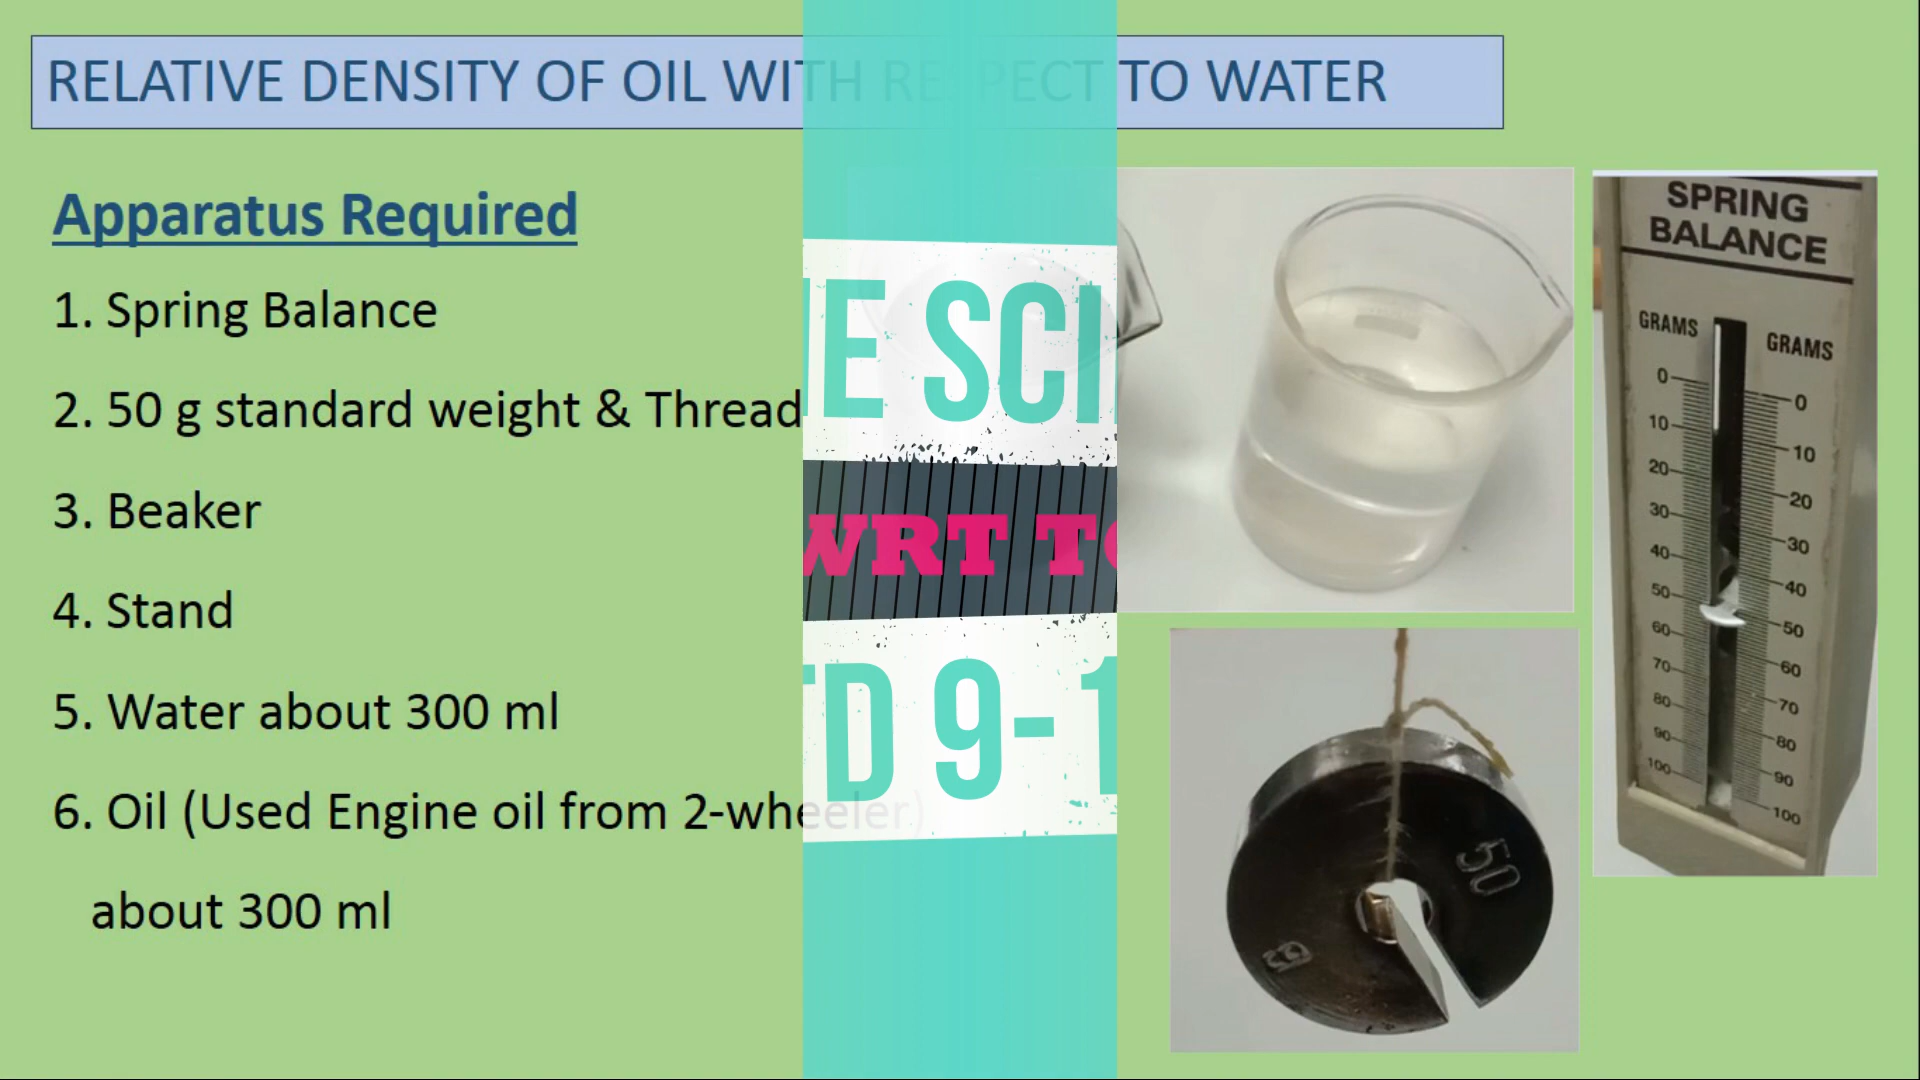 RELATIVE DENSITY OF OIL WITH RESPECT TO WATER
Apparatus Required
1. Spring Balance
2. 50 g standard weight & Thread
3. Beaker
4. Stand
5. Water about 300 ml
6. Oil (Used Engine oil from 2-wheeler)
about 300 ml
SCI
WRT
9-1
SPRING
BALANCE
GRAMS GRAMS
0 0
10 10
20 20
30 30
40 40
50 50
60 60
70 70
80 80
90 90
100 100
50
g